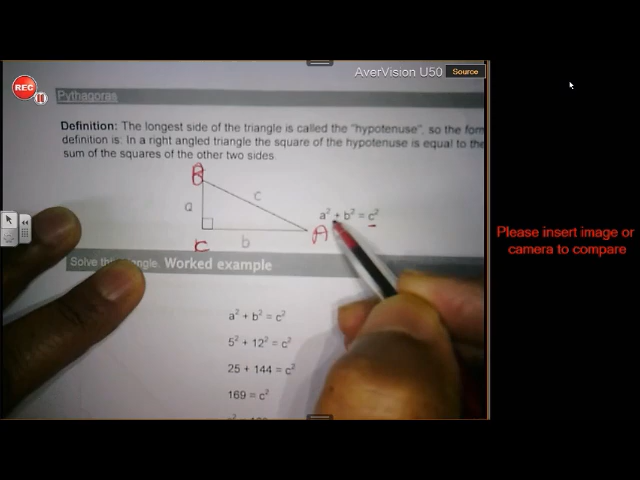 AverVision U50
Source
REC
Pythagoras
Definition: The longest side of the triangle is called the "hypotenuse", so the
definition is: In a right angled triangle the square of the hypotenuse is equal to the
sum of the squares of the other two sides.
B
a
c
a² + b² = c²
C
b
A
Solve this Worked example
a² + b² = c²
5² + 12² = c²
25 + 144 = c²
169 = c²
Please insert image or
camera to compare